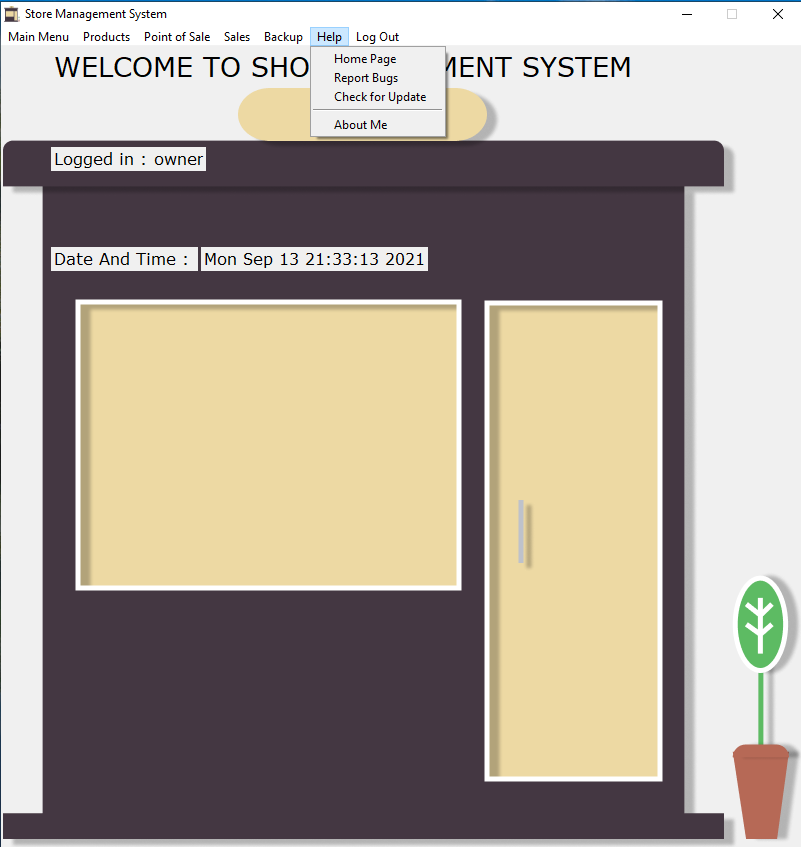 Store Management System
Main Menu Products Point of Sale Sales Backup Help Log Out
WELCOME TO MENT SYSTEM
Home Page
Report Bugs
Check for Update
About Me
Logged in : owner
Date And Time : Mon Sep 13 21:33:13 2021